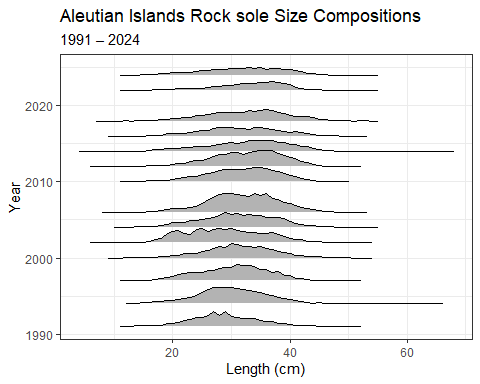 Aleutian Islands Rock sole Size Compositions
1991 – 2024
2020
2010
2000
1990
Year
20 40 60
Length (cm)